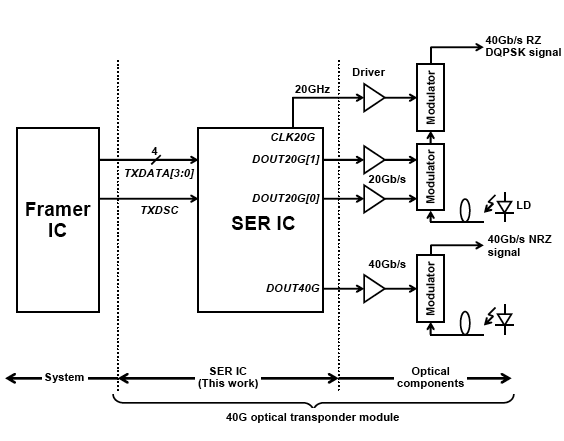 40Gb/s RZ
DQPSK signal
Driver
20GHz
Modulator
CLK20G
4
TXDATA[3:0]
DOUT20G[1]
Modulator
20Gb/s
Framer
IC
TXDSC
SER IC
DOUT20G[0]
LD
40Gb/s NRZ
signal
40Gb/s
Modulator
DOUT40G
System
SER IC
(This work)
Optical
components
40G optical transponder module